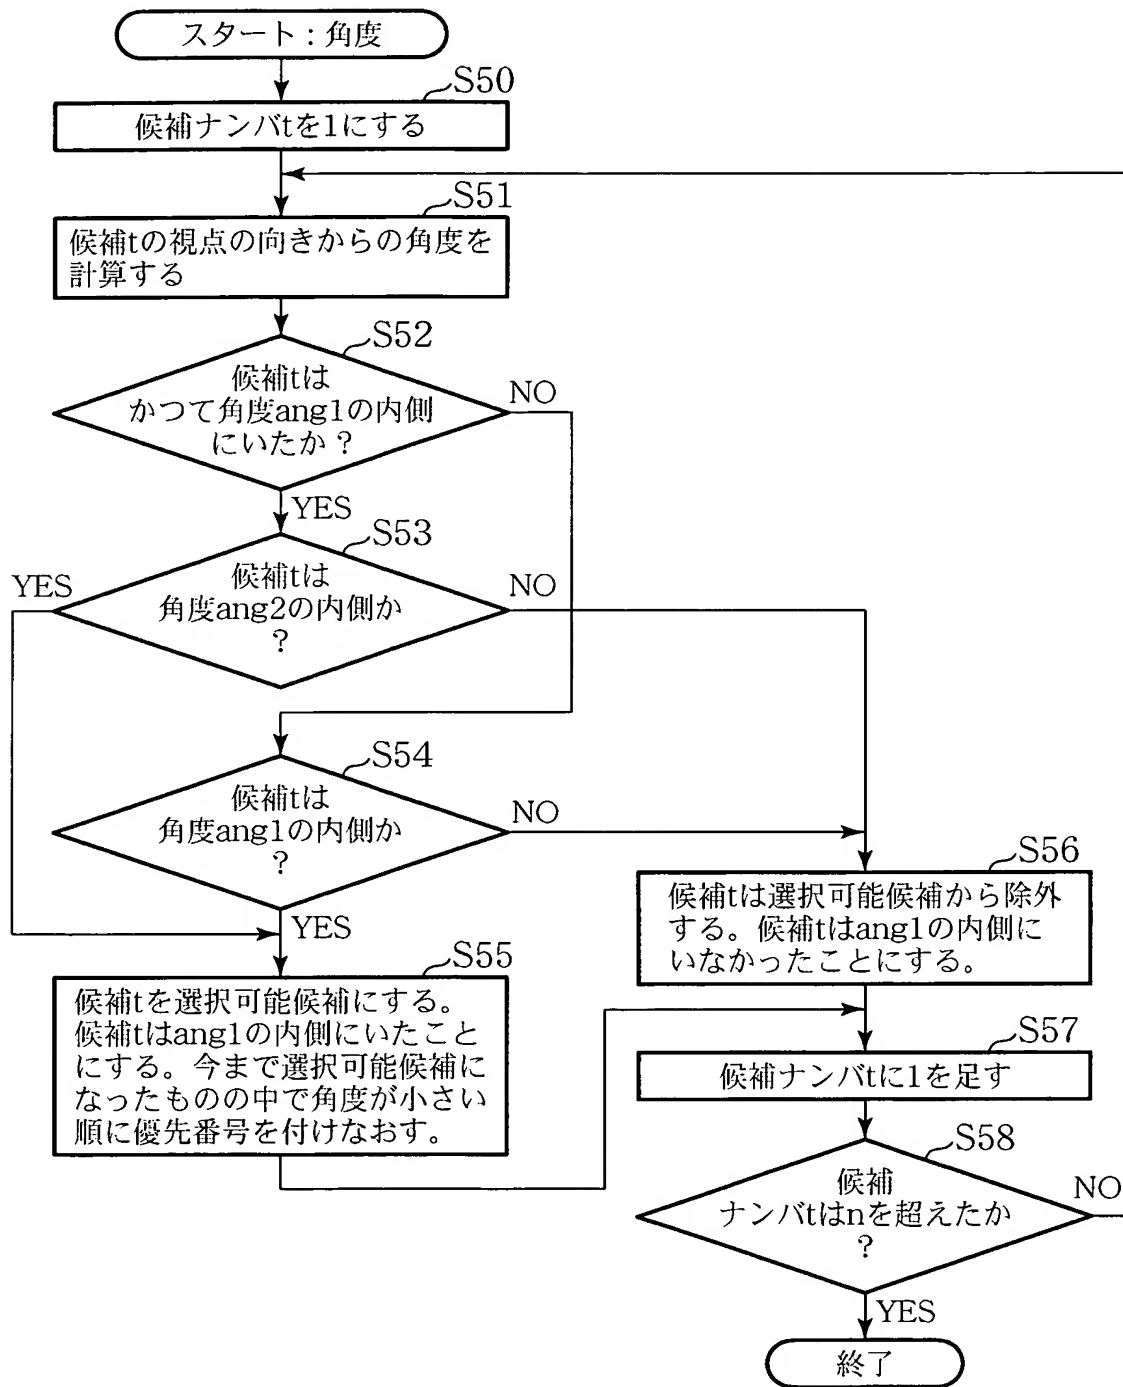 スタート：角度
S50
候補ナンバtを1にする
S51
候補tの視点の向きからの角度を
計算する
S52
候補tは
かつて角度ang1の内側
にいたか？
NO
YES
S53
候補tは
角度ang2の内側か
？
YES
NO
S54
候補tは
角度ang1の内側か
？
NO
YES
S55
候補tを選択可能候補にする。
候補tはang1の内側にいたこと
にする。今まで選択可能候補に
なったものの中で角度が小さい
順に優先番号を付けなおす。
S56
候補tは選択可能候補から除外
する。候補tはang1の内側に
いなかったことにする。
S57
候補ナンバtに1を足す
S58
候補
ナンバtはnを超えたか
？
NO
YES
終了